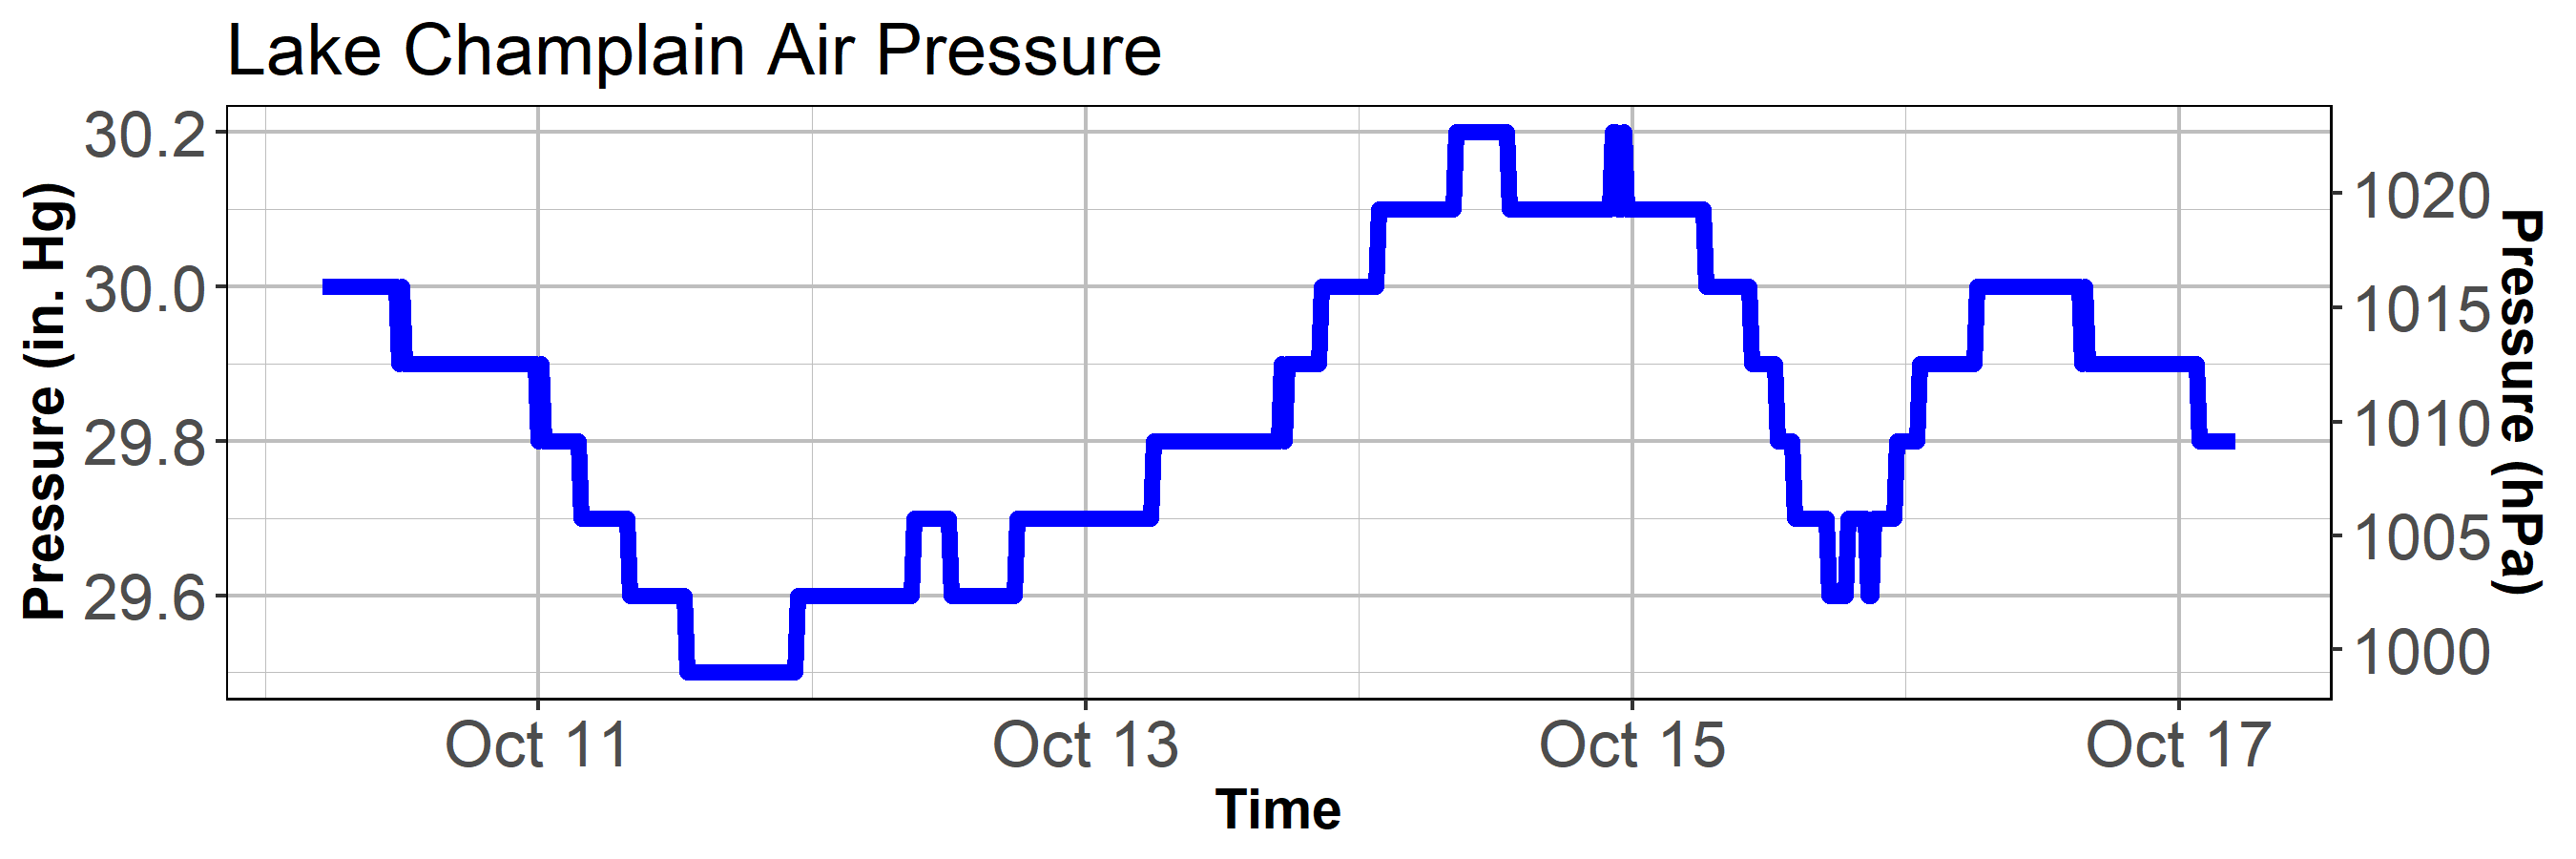 Lake Champlain Air Pressure
30.2
30.0
29.8
29.6
Pressure (in. Hg)
1020
1015
1010
1005
1000
Pressure (hPa)
Oct 11 Oct 13 Oct 15 Oct 17
Time